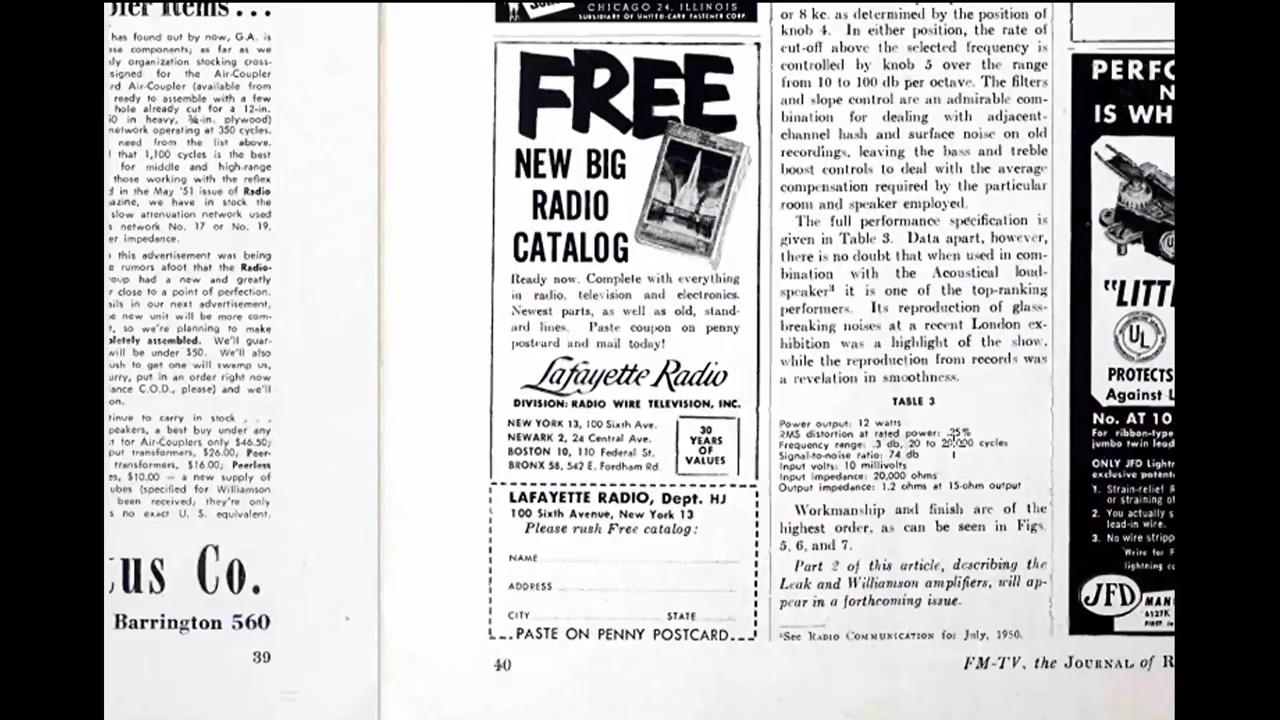 pler Items...
has found out by now, G.A. is
se components; as far as we
ly organization stocking cross-
signed for the Air-Coupler
rd Air-Coupler (available from
ready to assemble with a few
hole already cut for a 12-in.
0 in heavy, ¾-in. plywood)
network operating at 350 cycles.
need from the list above.
that 1,100 cycles is the best
for middle and high-range
those working with the reflex
d in the May '51 issue of Radio
azine, we have in stock the
slow attenuation network used
s network No. 17 or No. 19.
er impedance.
this advertisement was being
e rumors afoot that the Radio-
roup had a new and greatly
r close to a point of perfection.
ails in our next advertisement,
e new unit will be more com-
t, so we're planning to make
pletely assembled. We'll guar-
will be under $50. We'll also
ush to get one will swamp us,
urry, put in an order right now
ance C.O.D., please) and we'll
on.
tinue to carry in stock . . .
peakers, a best buy under any
t for Air-Couplers only $46.50;
put transformers, $26.00; Peer-
transformers, $16.00; Peerless
es, $10.00 — a new supply of
ubes (specified for Williamson
been received, they're only
s no exact U. S. equivalent.
tus Co.
Barrington 560
39
CHICAGO 24, ILLINOIS
SUBSIDIARY OF UNITED-CARR FASTENER CORP.
FREE
NEW BIG
RADIO
CATALOG
Ready now. Complete with everything
in radio, television and electronics.
Newest parts, as well as old, stand-
ard lines. Paste coupon on penny
postcard and mail today!
Lafayette Radio
DIVISION: RADIO WIRE TELEVISION, INC.
NEW YORK 13, 100 Sixth Ave.
NEWARK 2, 24 Central Ave.
BOSTON 10, 110 Federal St.
BRONX 58, 542 E. Fordham Rd.
30
YEARS
OF
VALUES
LAFAYETTE RADIO, Dept. HJ
100 Sixth Avenue, New York 13
Please rush Free catalog:
NAME
ADDRESS
CITY STATE
PASTE ON PENNY POSTCARD
40
or 8 kc. as determined by the position of
knob 4. In either position, the rate of
cut-off above the selected frequency is
controlled by knob 5 over the range
from 10 to 100 db per octave. The filters
and slope control are an admirable com-
bination for dealing with adjacent-
channel hash and surface noise on old
recordings, leaving the bass and treble
boost controls to deal with the average
compensation required by the particular
room and speaker employed.
The full performance specification is
given in Table 3. Data apart, however,
there is no doubt that when used in com-
bination with the Acoustical loud-
speaker³ it is one of the top-ranking
performers. Its reproduction of glass-
breaking noises at a recent London ex-
hibition was a highlight of the show,
while the reproduction from records was
a revelation in smoothness.
TABLE 3
Power output: 12 watts
RMS distortion at rated power: .25%
Frequency range: .3 db, 20 to 20,000 cycles
Signal-to-noise ratio: 74 db
Input volts: 10 millivolts
Input impedance: 20,000 ohms
Output impedance: 1.2 ohms at 15-ohm output
Workmanship and finish are of the
highest order, as can be seen in Figs.
5, 6, and 7.
Part 2 of this article, describing the
Leak and Williamson amplifiers, will ap-
pear in a forthcoming issue.
³See RADIO COMMUNICATION for July, 1950.
FM-TV, the JOURNAL of R
PERFO
N
IS WH
"LITT
UL
PROTECTS
Against L
No. AT 10
For ribbon-type
jumbo twin lead
ONLY JFD Light
exclusive potent
1. Strain-relief R
or straining of
2. You actually s
lead-in wire.
3. No wire stripp
Wire for F
lightning co
JFD
MAN
6127K